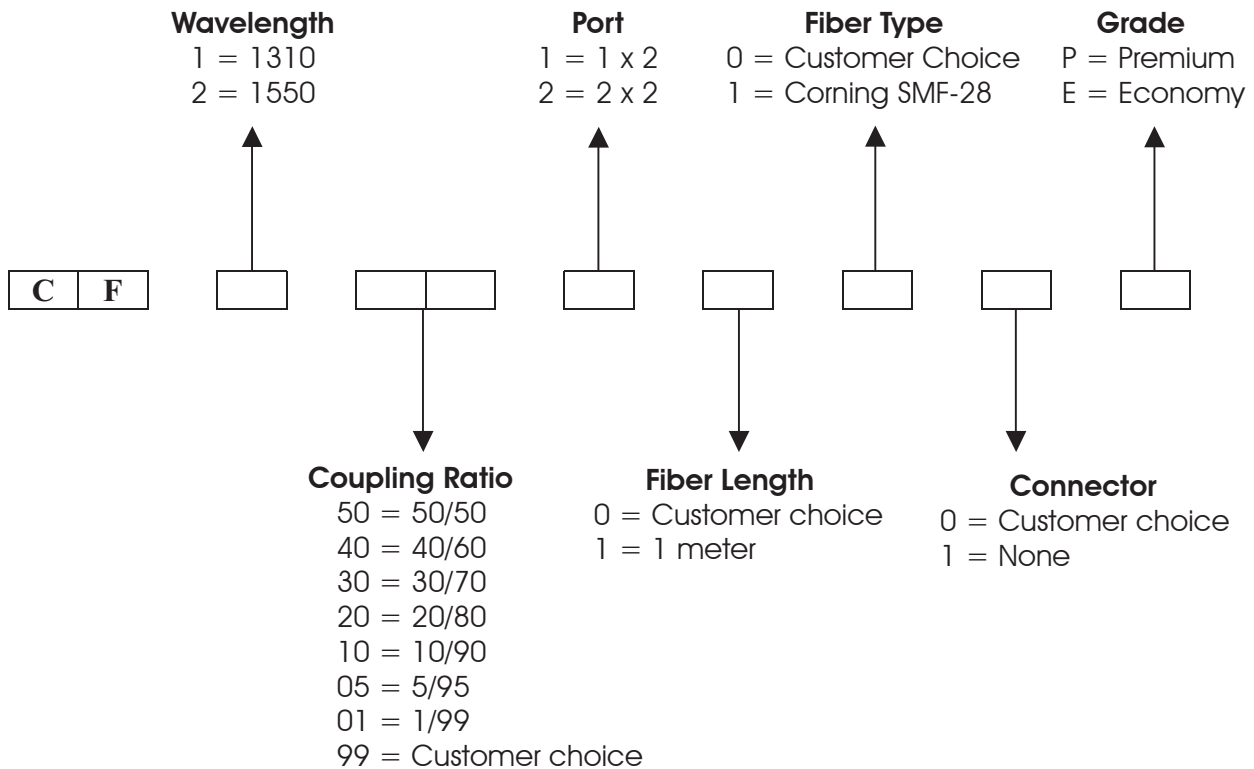 Wavelength
1 = 1310
2 = 1550
Port
1 = 1 x 2
2 = 2 x 2
Fiber Type
0 = Customer Choice
1 = Corning SMF-28
Grade
P = Premium
E = Economy
C F
Coupling Ratio
50 = 50/50
40 = 40/60
30 = 30/70
20 = 20/80
10 = 10/90
05 = 5/95
01 = 1/99
99 = Customer choice
Fiber Length
0 = Customer choice
1 = 1 meter
Connector
0 = Customer choice
1 = None